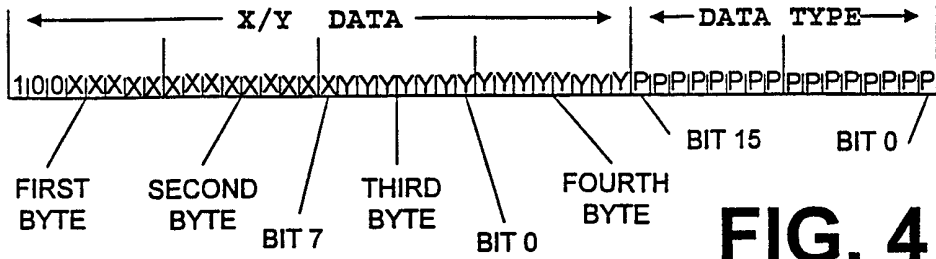 X/Y DATA DATA TYPE
100XXXXXXXXXXXXXXYYYYYYYYYYYYYYYPPPPPPPPPPPPPPPP
BIT 15 BIT 0
FIRST BYTE
SECOND BYTE
BIT 7
THIRD BYTE
BIT 0
FOURTH BYTE
FIG. 4